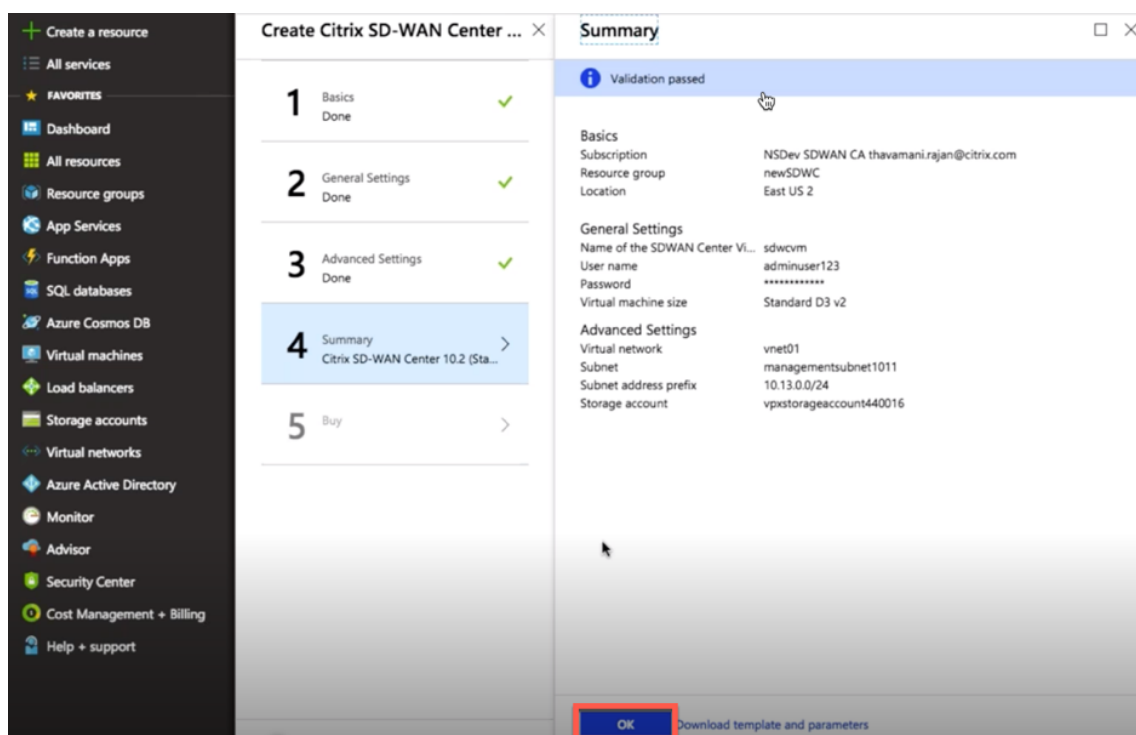 Create a resource
All services
FAVORITES
Dashboard
All resources
Resource groups
App Services
Function Apps
SQL databases
Azure Cosmos DB
Virtual machines
Load balancers
Storage accounts
Virtual networks
Azure Active Directory
Monitor
Advisor
Security Center
Cost Management + Billing
Help + support
Create Citrix SD-WAN Center ...
1 Basics
Done
2 General Settings
Done
3 Advanced Settings
Done
4 Summary
Citrix SD-WAN Center 10.2 (Sta...
5 Buy
Summary
Validation passed
Basics
Subscription NSDev SDWAN CA thavamani.rajan@citrix.com
Resource group newSDWC
Location East US 2
General Settings
Name of the SDWAN Center Vi... sdwcvm
User name adminuser123
Password ************
Virtual machine size Standard D3 v2
Advanced Settings
Virtual network vnet01
Subnet managementsubnet1011
Subnet address prefix 10.13.0.0/24
Storage account vpxstorageaccount440016
OK Download template and parameters